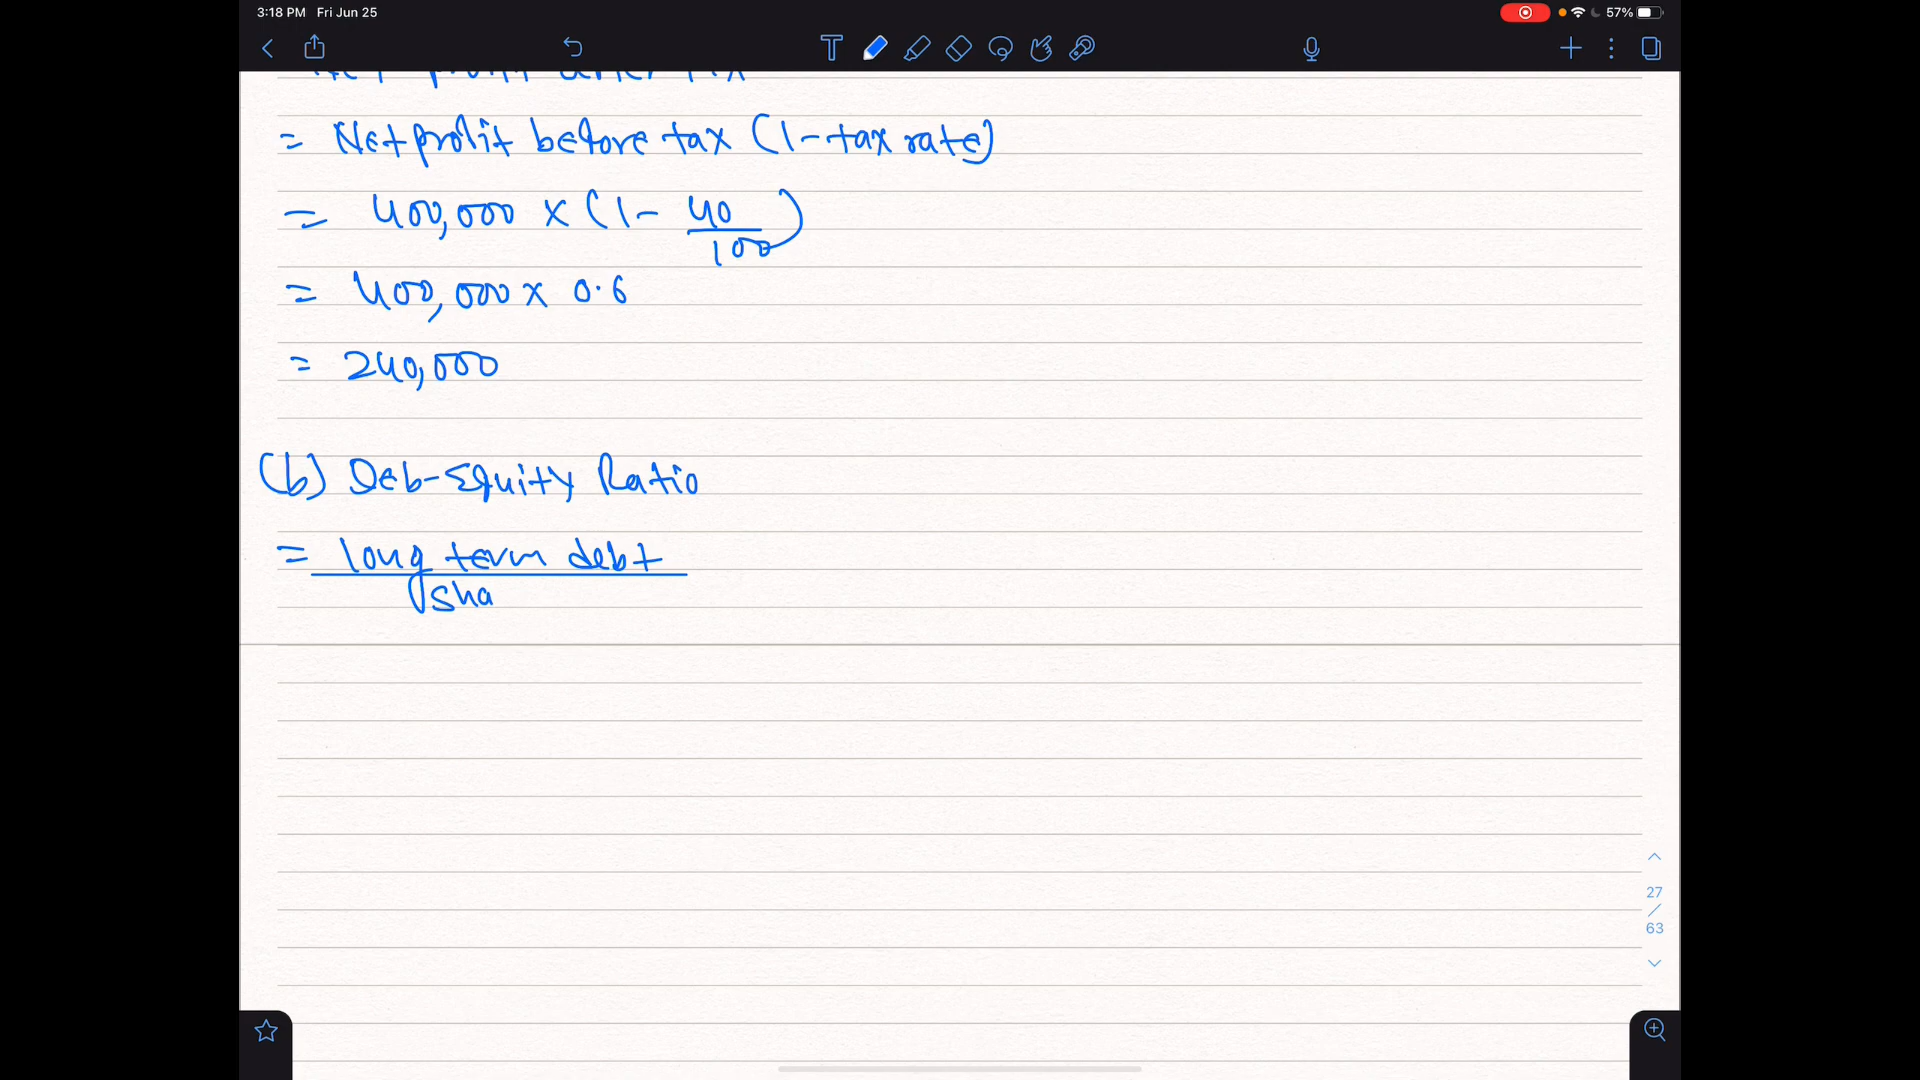 3:18 PM Fri Jun 25
57%
= Net profit before tax (1 - tax rate)
= 400,000 x (1 - 40/100)
= 400,000 x 0.6
= 240,000
(b) Deb-Equity Ratio
= long term debt
sha
27
/
63